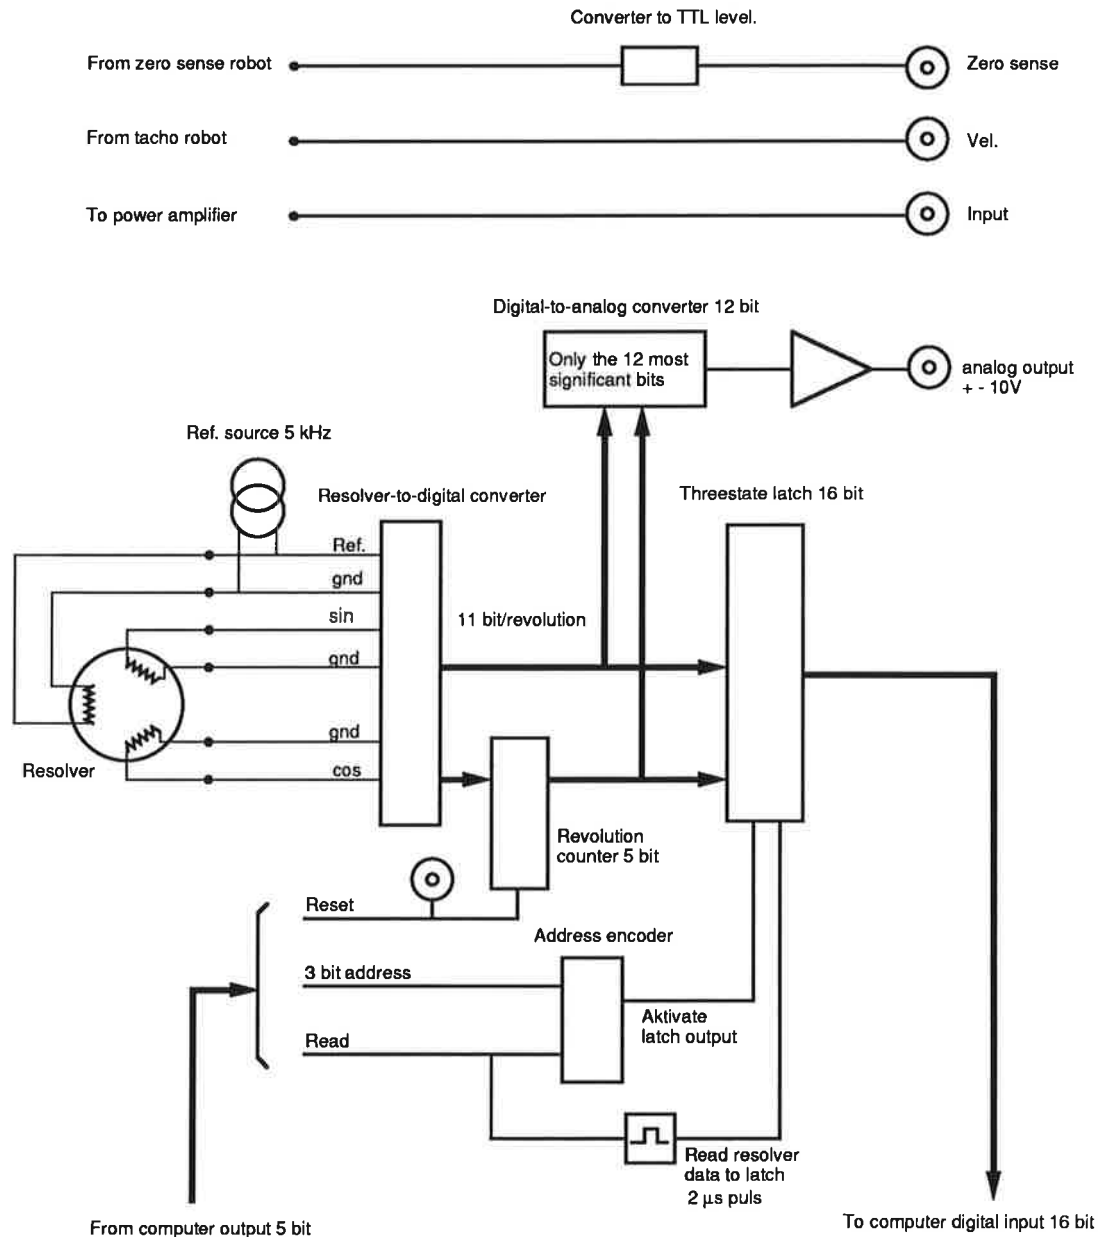 Converter to TTL level.
From zero sense robot
Zero sense
From tacho robot
Vel.
To power amplifier
Input
Digital-to-analog converter 12 bit
Only the 12 most
significant bits
analog output
+ - 10V
Ref. source 5 kHz
Resolver-to-digital converter
Threestate latch 16 bit
Ref.
gnd
sin
11 bit/revolution
gnd
gnd
Resolver
cos
Revolution
counter 5 bit
Reset
Address encoder
3 bit address
Aktivate
latch output
Read
Read resolver
data to latch
2 μs puls
From computer output 5 bit
To computer digital input 16 bit